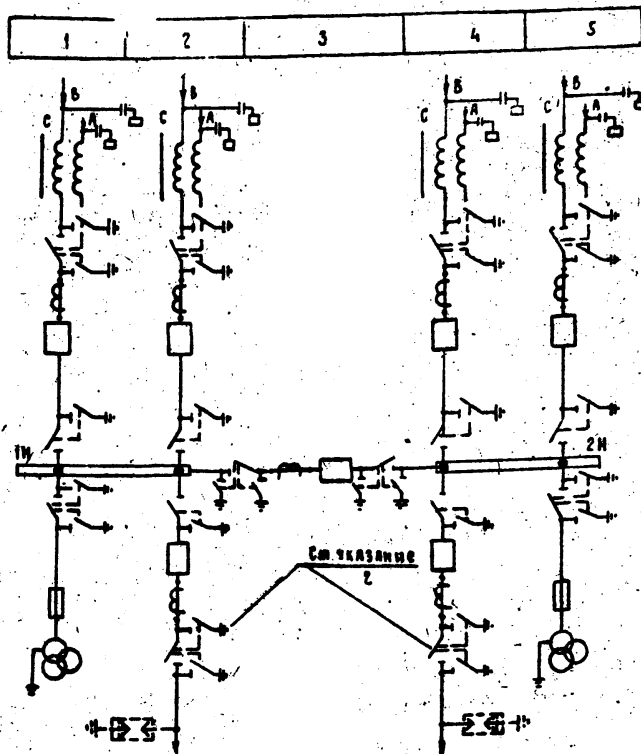 1 2 3 4 5
В В В В
А А А А
С С С С
1Н 2Н
См. указание
2